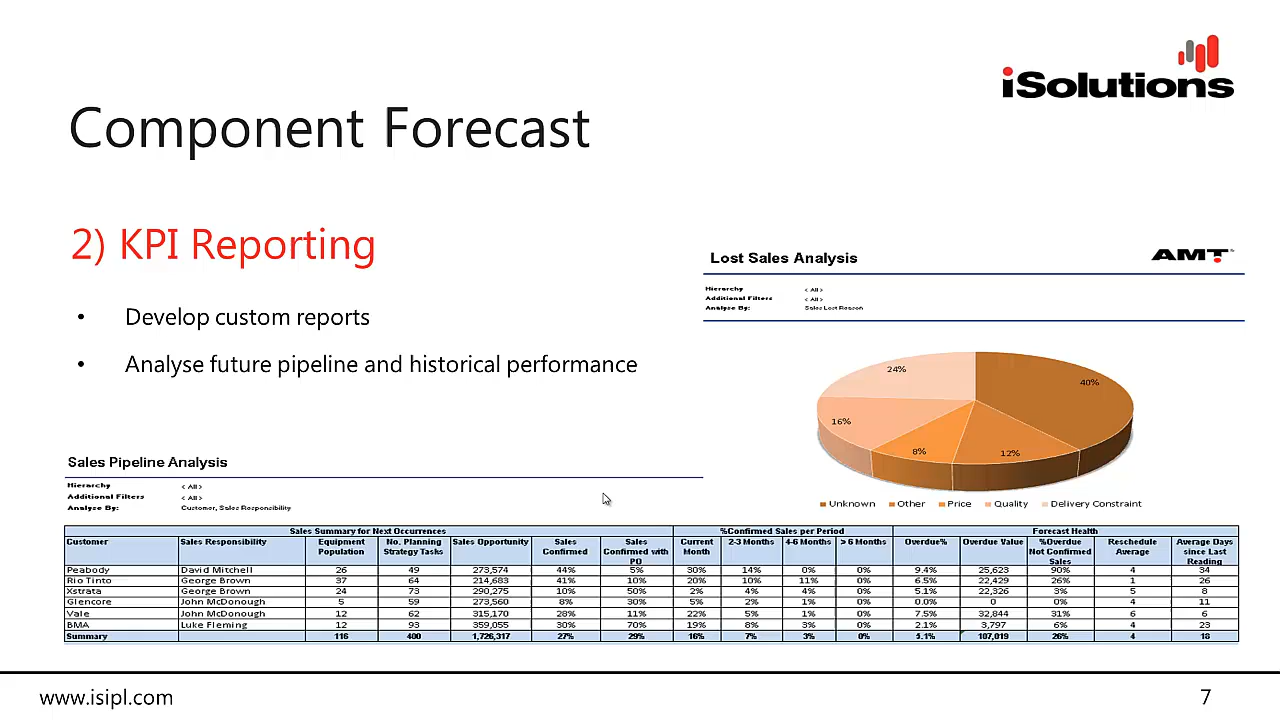 iSolutions
Component Forecast
2) KPI Reporting
• Develop custom reports
• Analyse future pipeline and historical performance
Lost Sales Analysis AMT
Hierarchy < All >
Additional Filters < All >
Analyse By: Sales Lost Reason
24%
40%
16%
8%
12%
Unknown Other Price Quality Delivery Constraint
Sales Pipeline Analysis
Hierarchy < All >
Additional Filters < All >
Analyse By: Customer, Sales Responsibility
Sales Summary for Next Occurrences %Confirmed Sales per Period Forecast Health
Customer Sales Responsibility Equipment Population No. Planning Strategy Tasks Sales Opportunity Sales Confirmed Sales Confirmed with PO Current Month 2-3 Months 4-6 Months > 6 Months Overdue% Overdue Value %Overdue Not Confirmed Sales Reschedule Average Average Days since Last Reading
Peabody David Mitchell 26 49 273,574 44% 5% 30% 14% 0% 0% 9.4% 25,623 90% 4 34
Rio Tinto George Brown 37 64 214,683 41% 10% 20% 10% 11% 0% 6.5% 22,429 26% 1 26
Xstrata George Brown 24 73 290,275 10% 50% 2% 4% 4% 0% 5.1% 22,326 3% 5 8
Glencore John McDonough 5 59 273,560 8% 30% 5% 2% 1% 0% 0.0% 0 0% 4 11
Vale John McDonough 12 62 315,170 28% 11% 22% 5% 1% 0% 7.5% 32,844 31% 6 6
BMA Luke Fleming 12 93 359,055 30% 70% 19% 8% 3% 0% 2.1% 3,797 6% 4 23
Summary 116 400 1,726,317 27% 29% 16% 7% 3% 0% 5.1% 107,019 26% 4 18
www.isipl.com 7